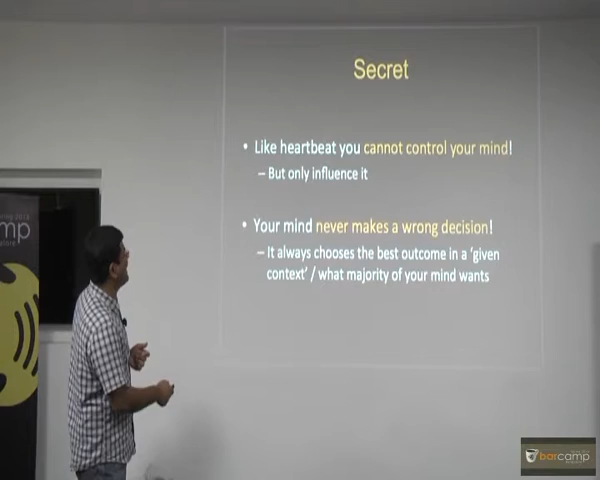 Secret
• Like heartbeat you cannot control your mind!
– But only influence it
• Your mind never makes a wrong decision!
– It always chooses the best outcome in a ‘given
context’ / what majority of your mind wants
mp
barcamp